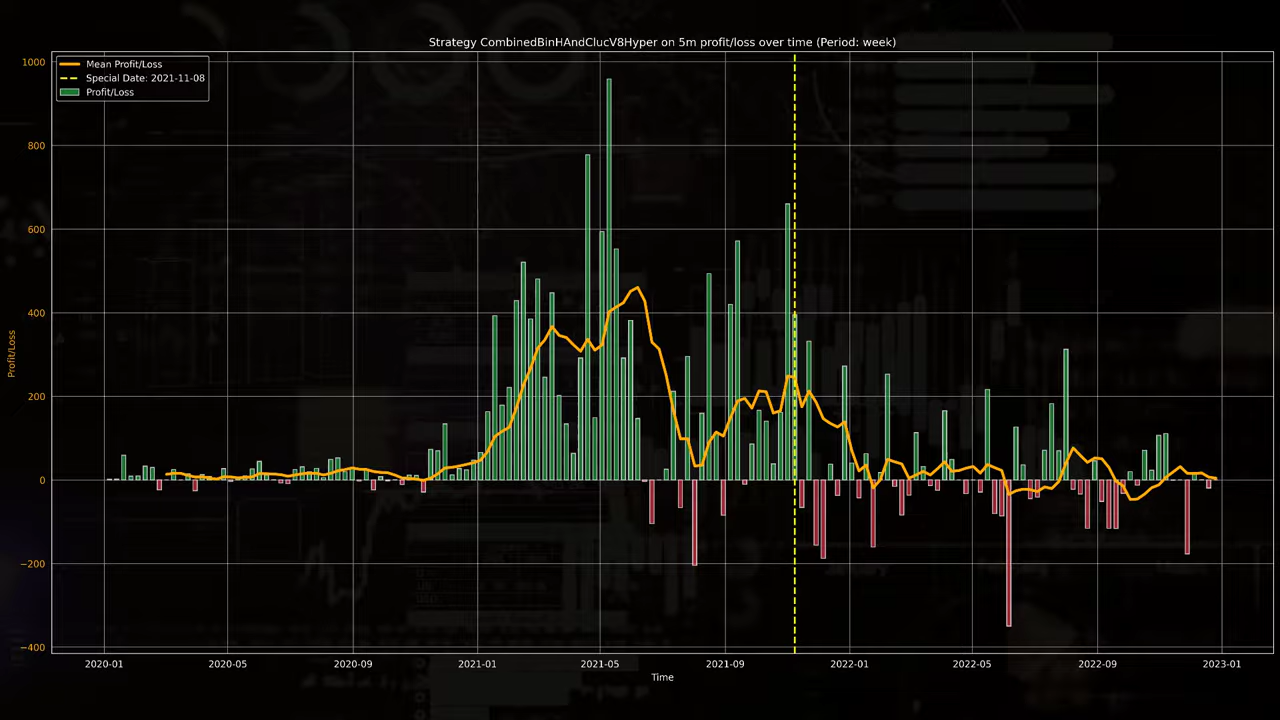 Strategy CombinedBinHAndClucV8Hyper on 5m profit/loss over time (Period: week)
Mean Profit/Loss
Special Date: 2021-11-08
Profit/Loss
1000
800
600
400
200
0
−200
−400
Profit/Loss
2020-01 2020-05 2020-09 2021-01 2021-05 2021-09 2022-01 2022-05 2022-09 2023-01
Time